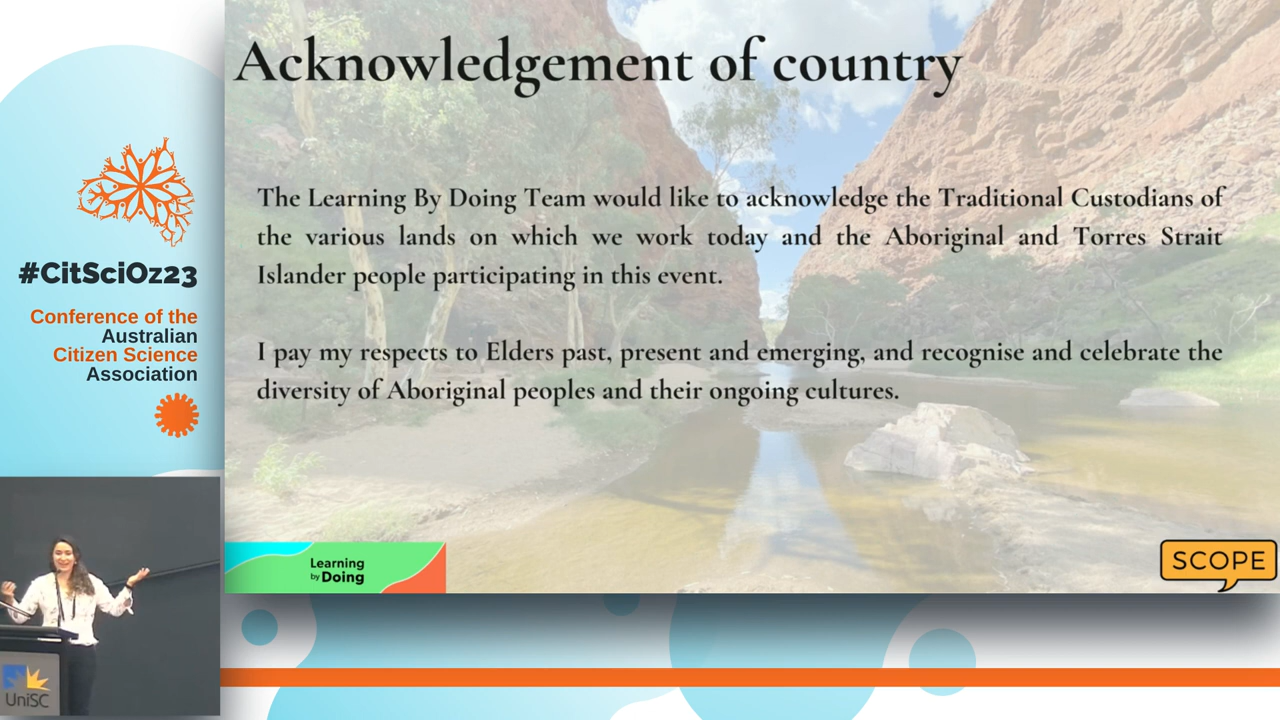 Acknowledgement of country
The Learning By Doing Team would like to acknowledge the Traditional Custodians of
the various lands on which we work today and the Aboriginal and Torres Strait
Islander people participating in this event.
I pay my respects to Elders past, present and emerging, and recognise and celebrate the
diversity of Aboriginal peoples and their ongoing cultures.
#CitSciOz23
Conference of the
Australian
Citizen Science
Association
Learning
by Doing
SCOPE
UniSC